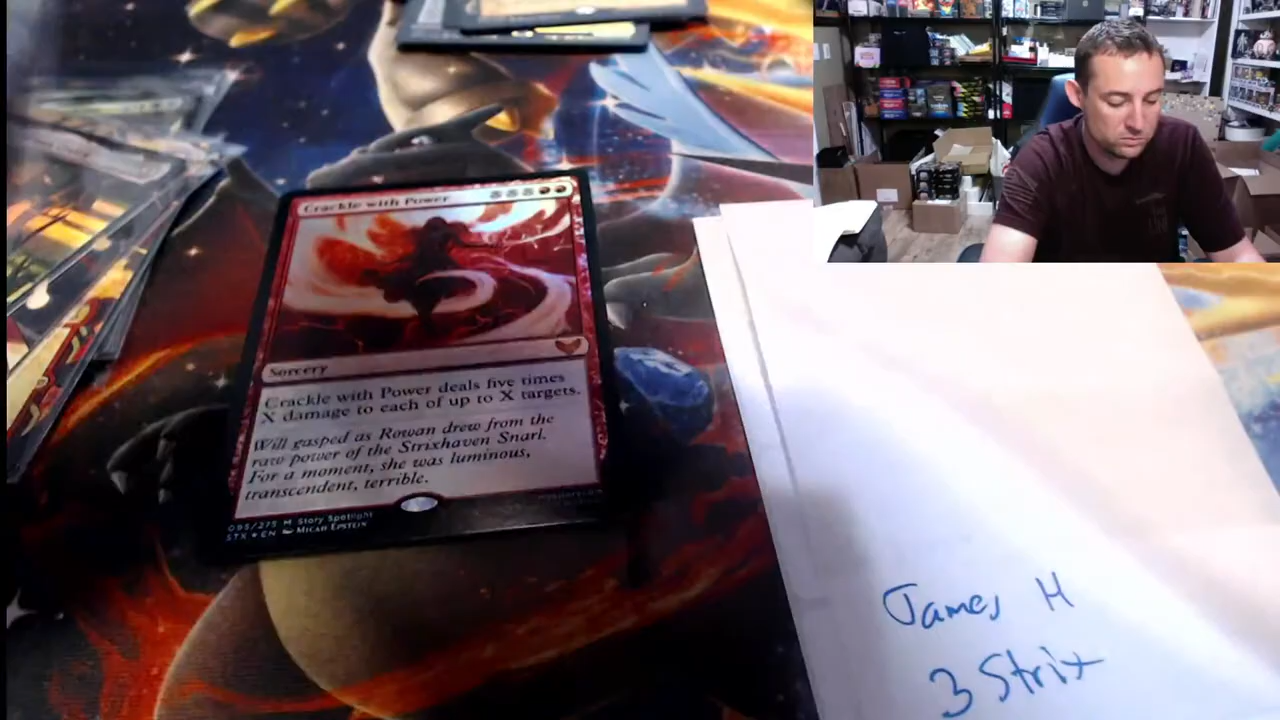 Crackle with Power
Sorcery
Crackle with Power deals five times
X damage to each of up to X targets.
Will gasped as Rowan drew from the
raw power of the Strixhaven Snarl.
For a moment, she was luminous,
transcendent, terrible.
095/275 M Story Spotlight
STX EN Micah Epstein
James H
3 Strix